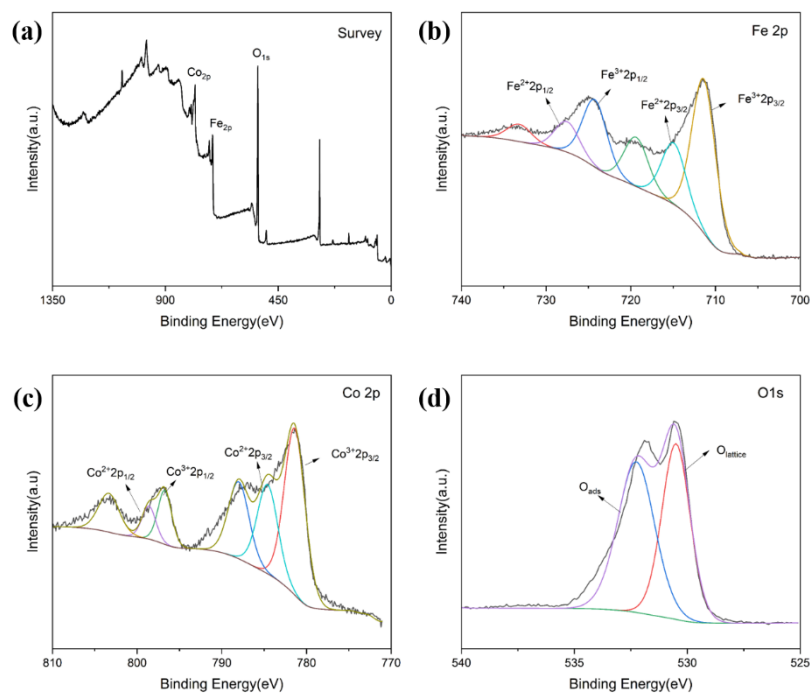 (a)
Survey
O1s
Co2p
Fe2p
Intensity(a.u.)
1350 900 450 0
Binding Energy(eV)
(b)
Fe 2p
Fe3+2p1/2
Fe2+2p1/2
Fe2+2p3/2
Fe3+2p3/2
Intensity(a.u.)
740 730 720 710 700
Binding Energy(eV)
(c)
Co 2p
Co2+2p3/2
Co3+2p3/2
Co2+2p1/2
Co3+2p1/2
Intensity(a.u)
810 800 790 780 770
Binding Energy(eV)
(d)
O1s
Olattice
Oads
Intensity(a.u.)
540 535 530 525
Binding Energy(eV)